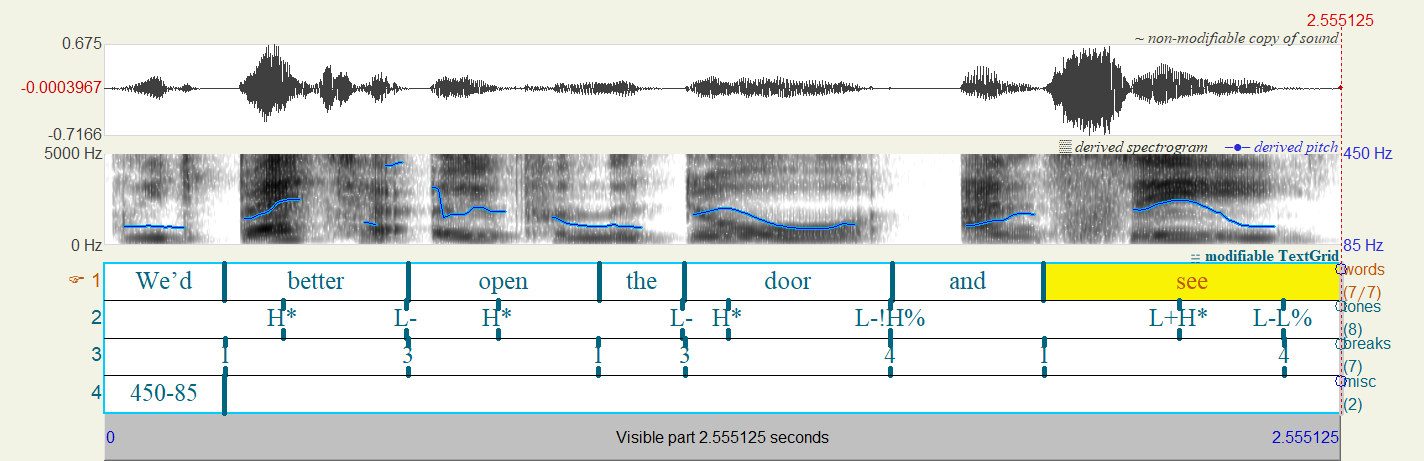 2.555125
0.675
~ non-modifiable copy of sound
-0.0003967
-0.7166
5000 Hz
derived spectrogram derived pitch
450 Hz
0 Hz
85 Hz
modifiable TextGrid
☞ 1 We'd better open the door and see words (7/7)
2 H* L- H* L- H* L-!H% L+H* L-L% tones (8)
3 1 3 1 3 4 1 4 breaks (7)
4 450-85 misc (2)
0 Visible part 2.555125 seconds 2.555125